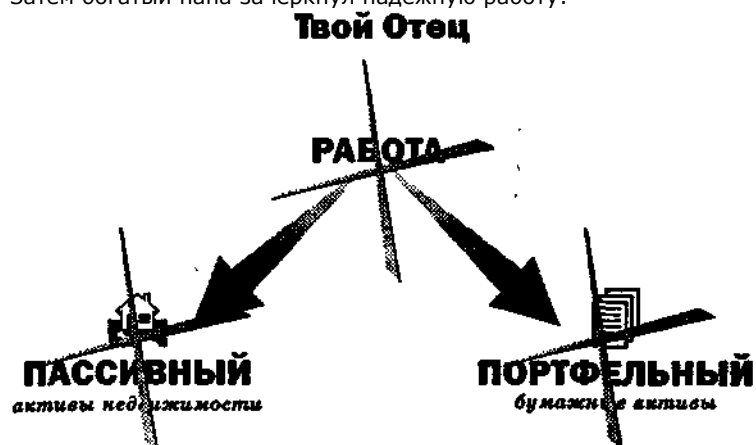 Затем богатый папа зачеркнул надежную работу.
Твой Отец
РАБОТА
ПАССИВНЫЙ
ПОРТФЕЛЬНЫЙ
активы недвижимости
бумажные активы